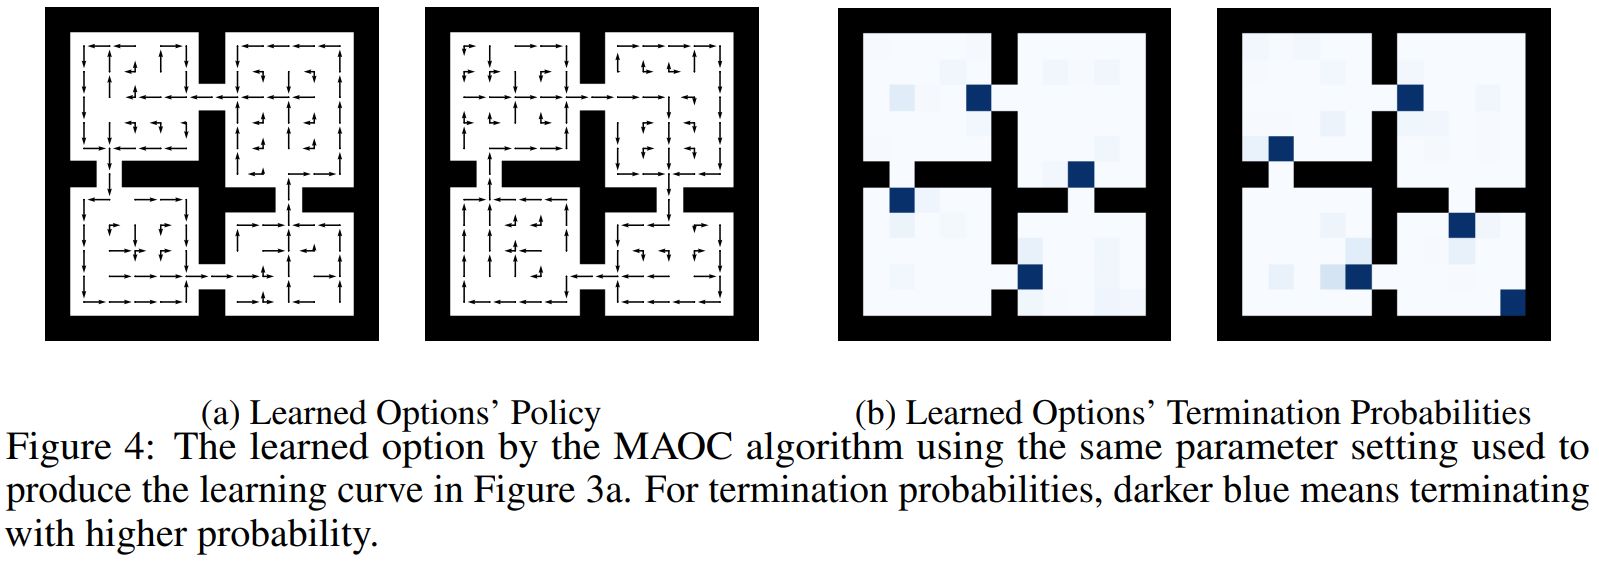 (a) Learned Options’ Policy
(b) Learned Options’ Termination Probabilities
Figure 4: The learned option by the MAOC algorithm using the same parameter setting used to
produce the learning curve in Figure 3a. For termination probabilities, darker blue means terminating
with higher probability.